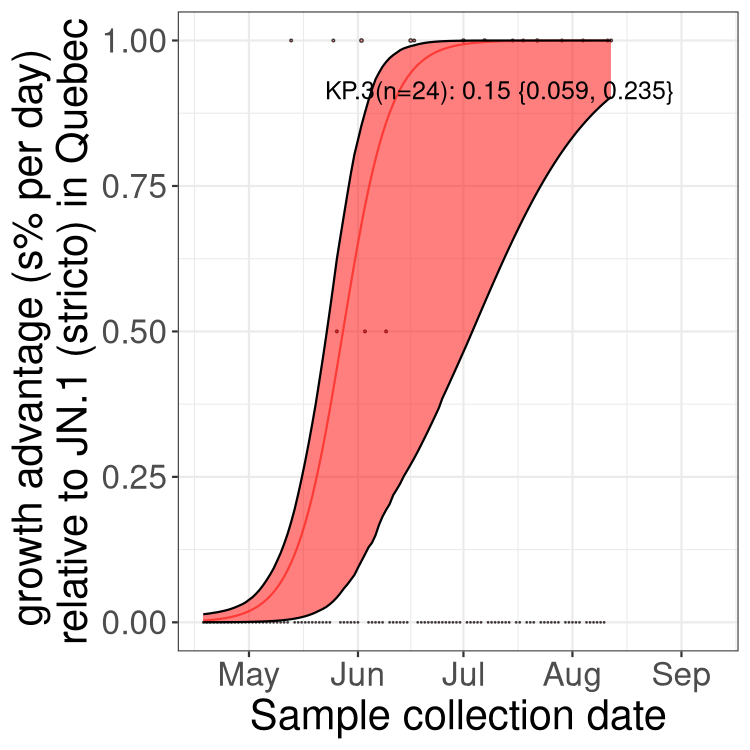 growth advantage (s% per day)
relative to JN.1 (stricto) in Quebec
1.00
0.75
0.50
0.25
0.00
KP.3(n=24): 0.15 {0.059, 0.235}
May Jun Jul Aug Sep
Sample collection date